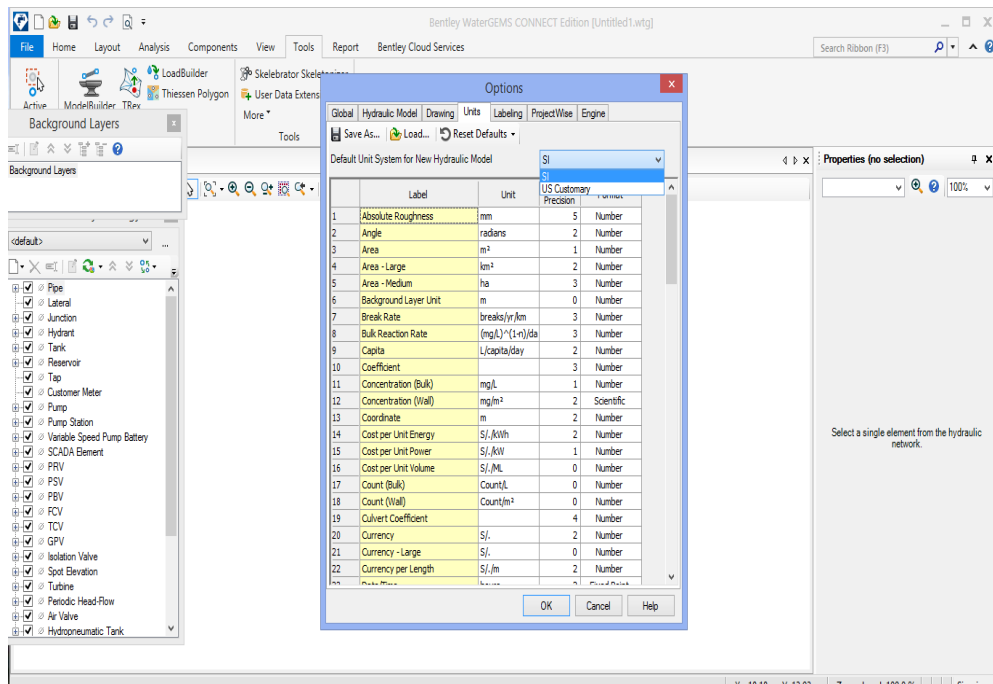 Bentley WaterGEMS CONNECT Edition [Untitled1.wtg]
File Home Layout Analysis Components View Tools Report Bentley Cloud Services
Search Ribbon (F3)
LoadBuilder
Thiessen Polygon
Active ModelBuilder TRex
User Data Extens
More
Tools
Background Layers
Background Layers
<default>
Pipe
Lateral
Junction
Hydrant
Tank
Reservoir
Tap
Customer Meter
Pump
Pump Station
Variable Speed Pump Battery
SCADA Element
PRV
PSV
PBV
FCV
TCV
GPV
Isolation Valve
Spot Elevation
Turbine
Periodic Head-Flow
Air Valve
Hydropneumatic Tank
Options
Global Hydraulic Model Drawing Units Labeling ProjectWise Engine
Save As... Load... Reset Defaults
Default Unit System for New Hydraulic Model SI
SI
US Customary
Label Unit Precision
1 Absolute Roughness mm 5 Number
2 Angle radians 2 Number
3 Area m² 1 Number
4 Area - Large km² 2 Number
5 Area - Medium ha 3 Number
6 Background Layer Unit m 0 Number
7 Break Rate breaks/yr/km 3 Number
8 Bulk Reaction Rate (mg/L)^(1-n)/da 3 Number
9 Capita L/capita/day 2 Number
10 Coefficient 3 Number
11 Concentration (Bulk) mg/L 1 Number
12 Concentration (Wall) mg/m² 2 Scientific
13 Coordinate m 2 Number
14 Cost per Unit Energy S/./kWh 2 Number
15 Cost per Unit Power S/./kW 1 Number
16 Cost per Unit Volume S/./ML 0 Number
17 Count (Bulk) Count/L 0 Number
18 Count (Wall) Count/m² 0 Number
19 Culvert Coefficient 4 Number
20 Currency S/. 2 Number
21 Currency - Large S/. 0 Number
22 Currency per Length S/./m 2 Number
OK Cancel Help
Properties (no selection)
100%
Select a single element from the hydraulic
network.